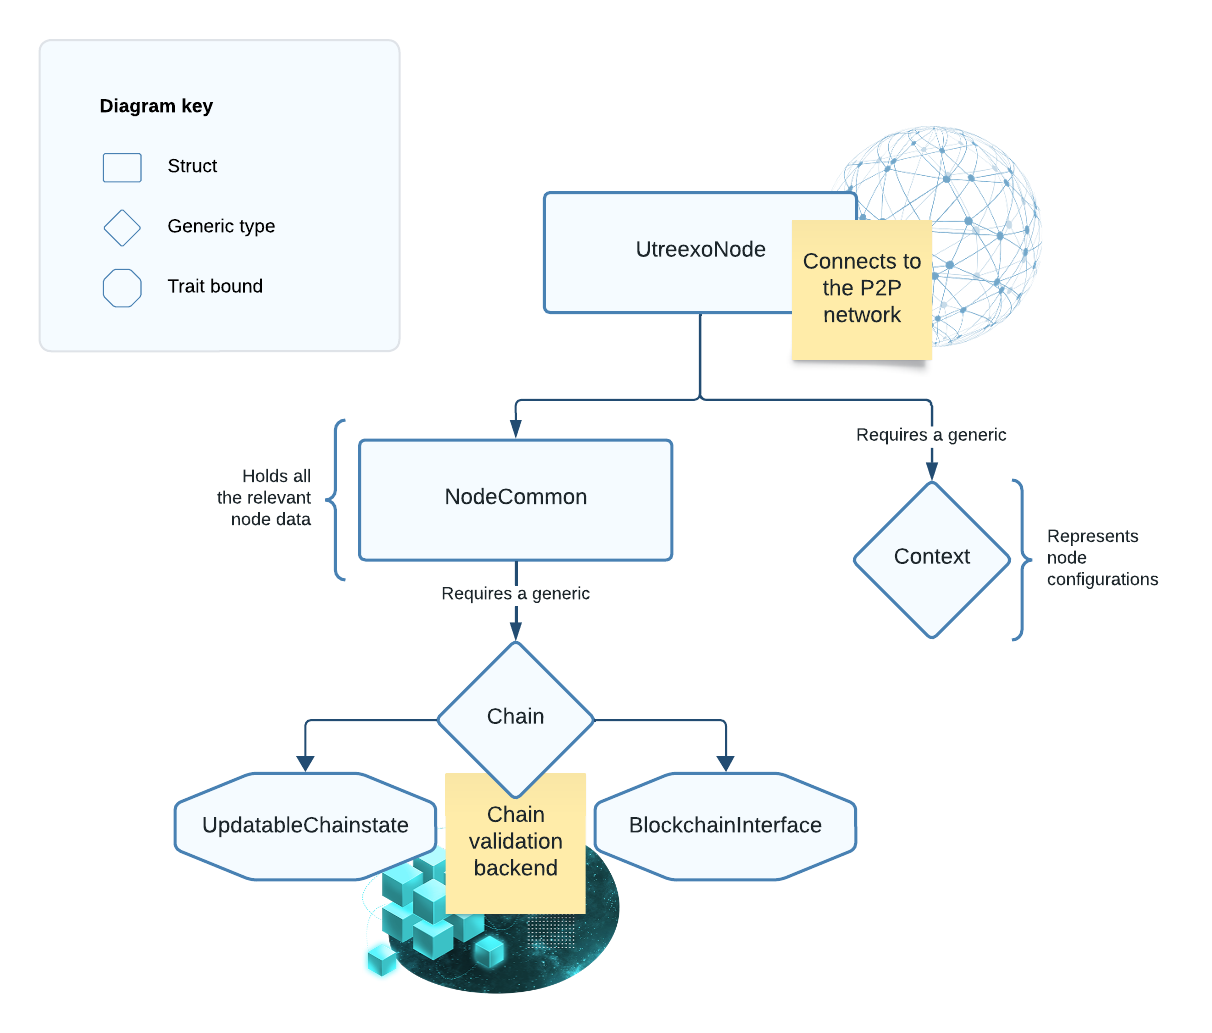 Diagram key
Struct
Generic type
Trait bound
UtreexoNode
Connects to
the P2P
network
Requires a generic
Holds all
the relevant
node data
NodeCommon
Context
Represents
node
configurations
Requires a generic
Chain
UpdatableChainstate
Chain
validation
backend
BlockchainInterface